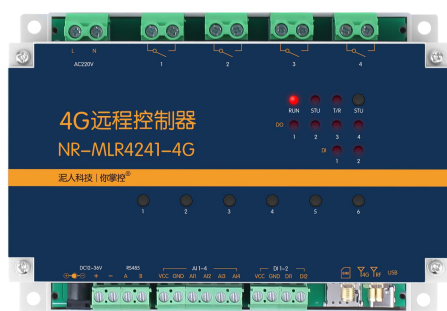 L N
AC220V
1 2 3 4
RUN STU T/R STU
DO
1 2 3 4
DI
1 2
4G远程控制器
NR-MLR4241-4G
泥人科技 | 你掌控®
1 2 3 4 5 6
DC12-36V RS485 AI 1-4 DI 1-2
+ - A B VCC GND AI1 AI2 AI3 AI4 VCC GND DI1 DI2
SIM 4G RF USB